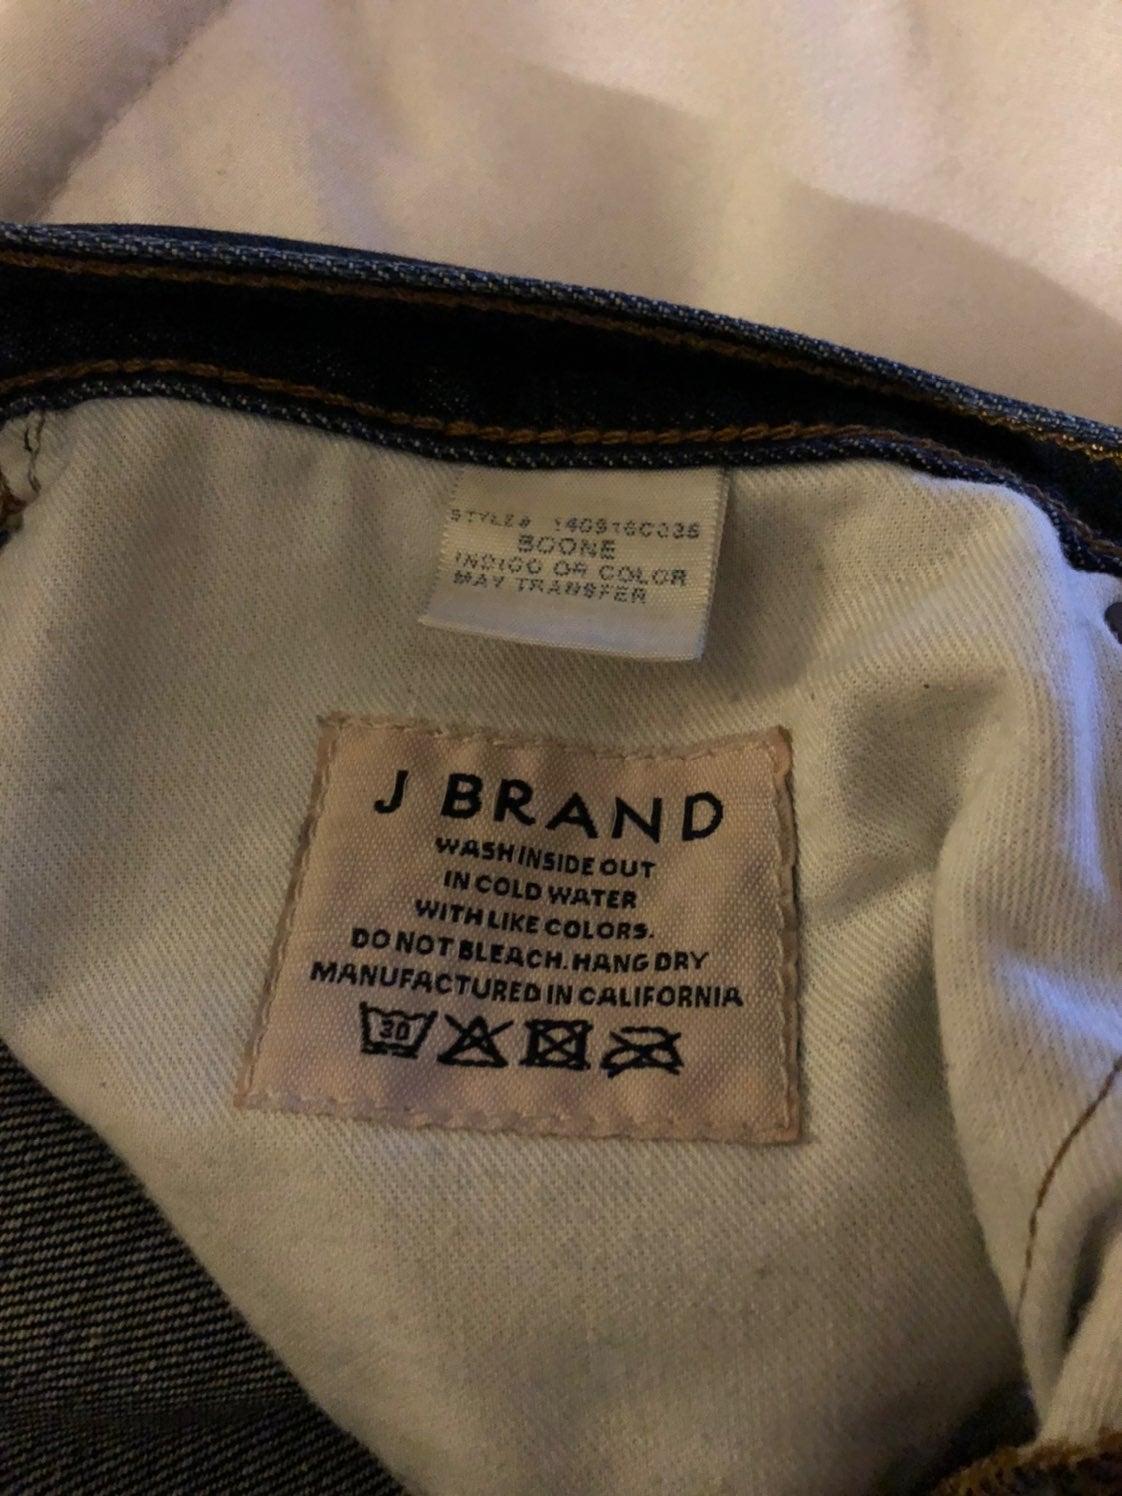 STYLE# 140916C035
BOONE
INDIGO OR COLOR
MAY TRANSFER
J BRAND
WASH INSIDE OUT
IN COLD WATER
WITH LIKE COLORS.
DO NOT BLEACH. HANG DRY
MANUFACTURED IN CALIFORNIA
30